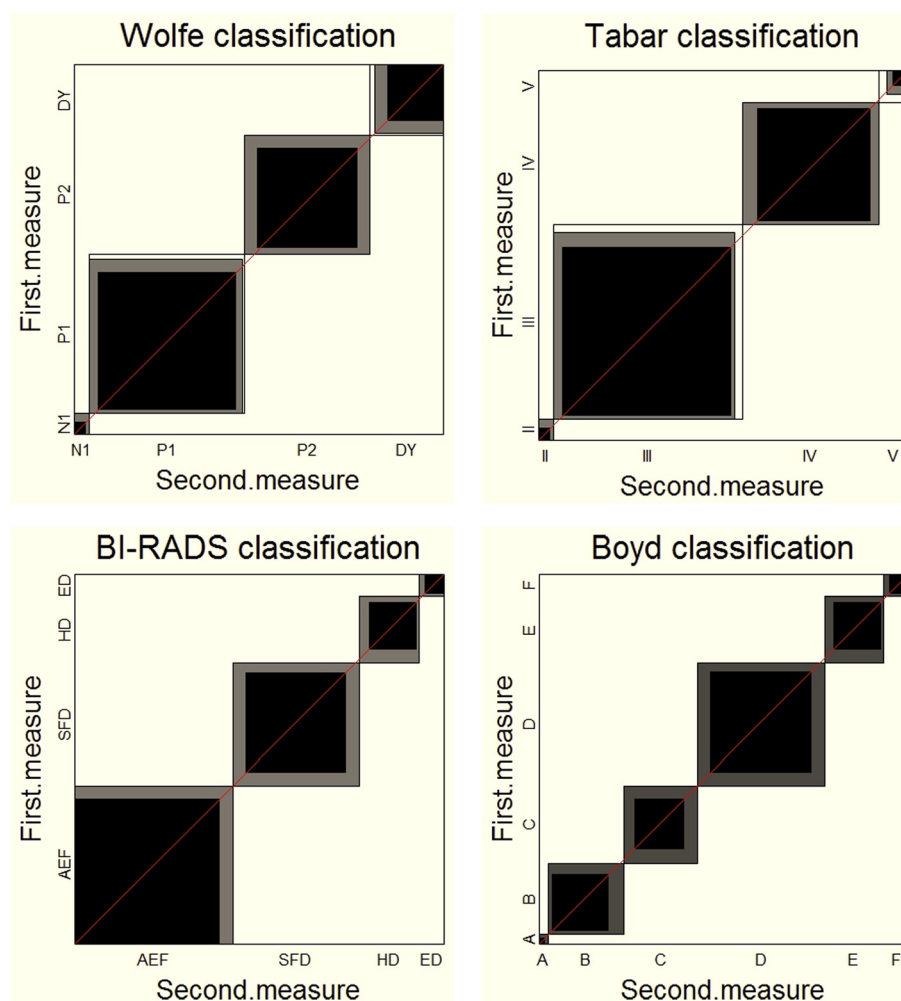 Wolfe classification
DY
P2
P1
N1
First.measure
N1 P1 P2 DY
Second.measure
Tabar classification
V
IV
III
II
First.measure
II III IV V
Second.measure
BI-RADS classification
ED
HD
SFD
AEF
First.measure
AEF SFD HD ED
Second.measure
Boyd classification
F
E
D
C
B
A
First.measure
A B C D E F
Second.measure